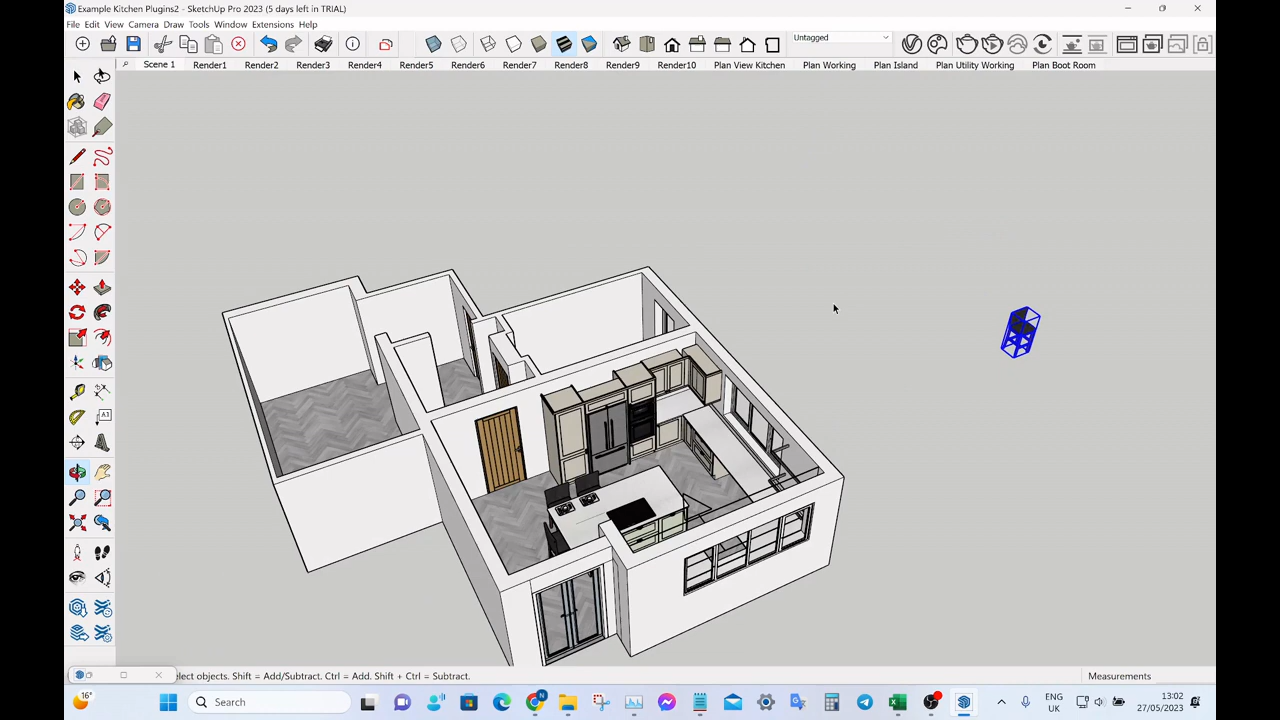 Example Kitchen Plugins2 - SketchUp Pro 2023 (5 days left in TRIAL)
File Edit View Camera Draw Tools Window Extensions Help
Untagged
Scene 1 Render1 Render2 Render3 Render4 Render5 Render6 Render7 Render8 Render9 Render10 Plan View Kitchen Plan Working Plan Island Plan Utility Working Plan Boot Room
A1
elect objects. Shift = Add/Subtract. Ctrl = Add. Shift + Ctrl = Subtract.
Measurements
16°
Search
ENG
UK
13:02
27/05/2023